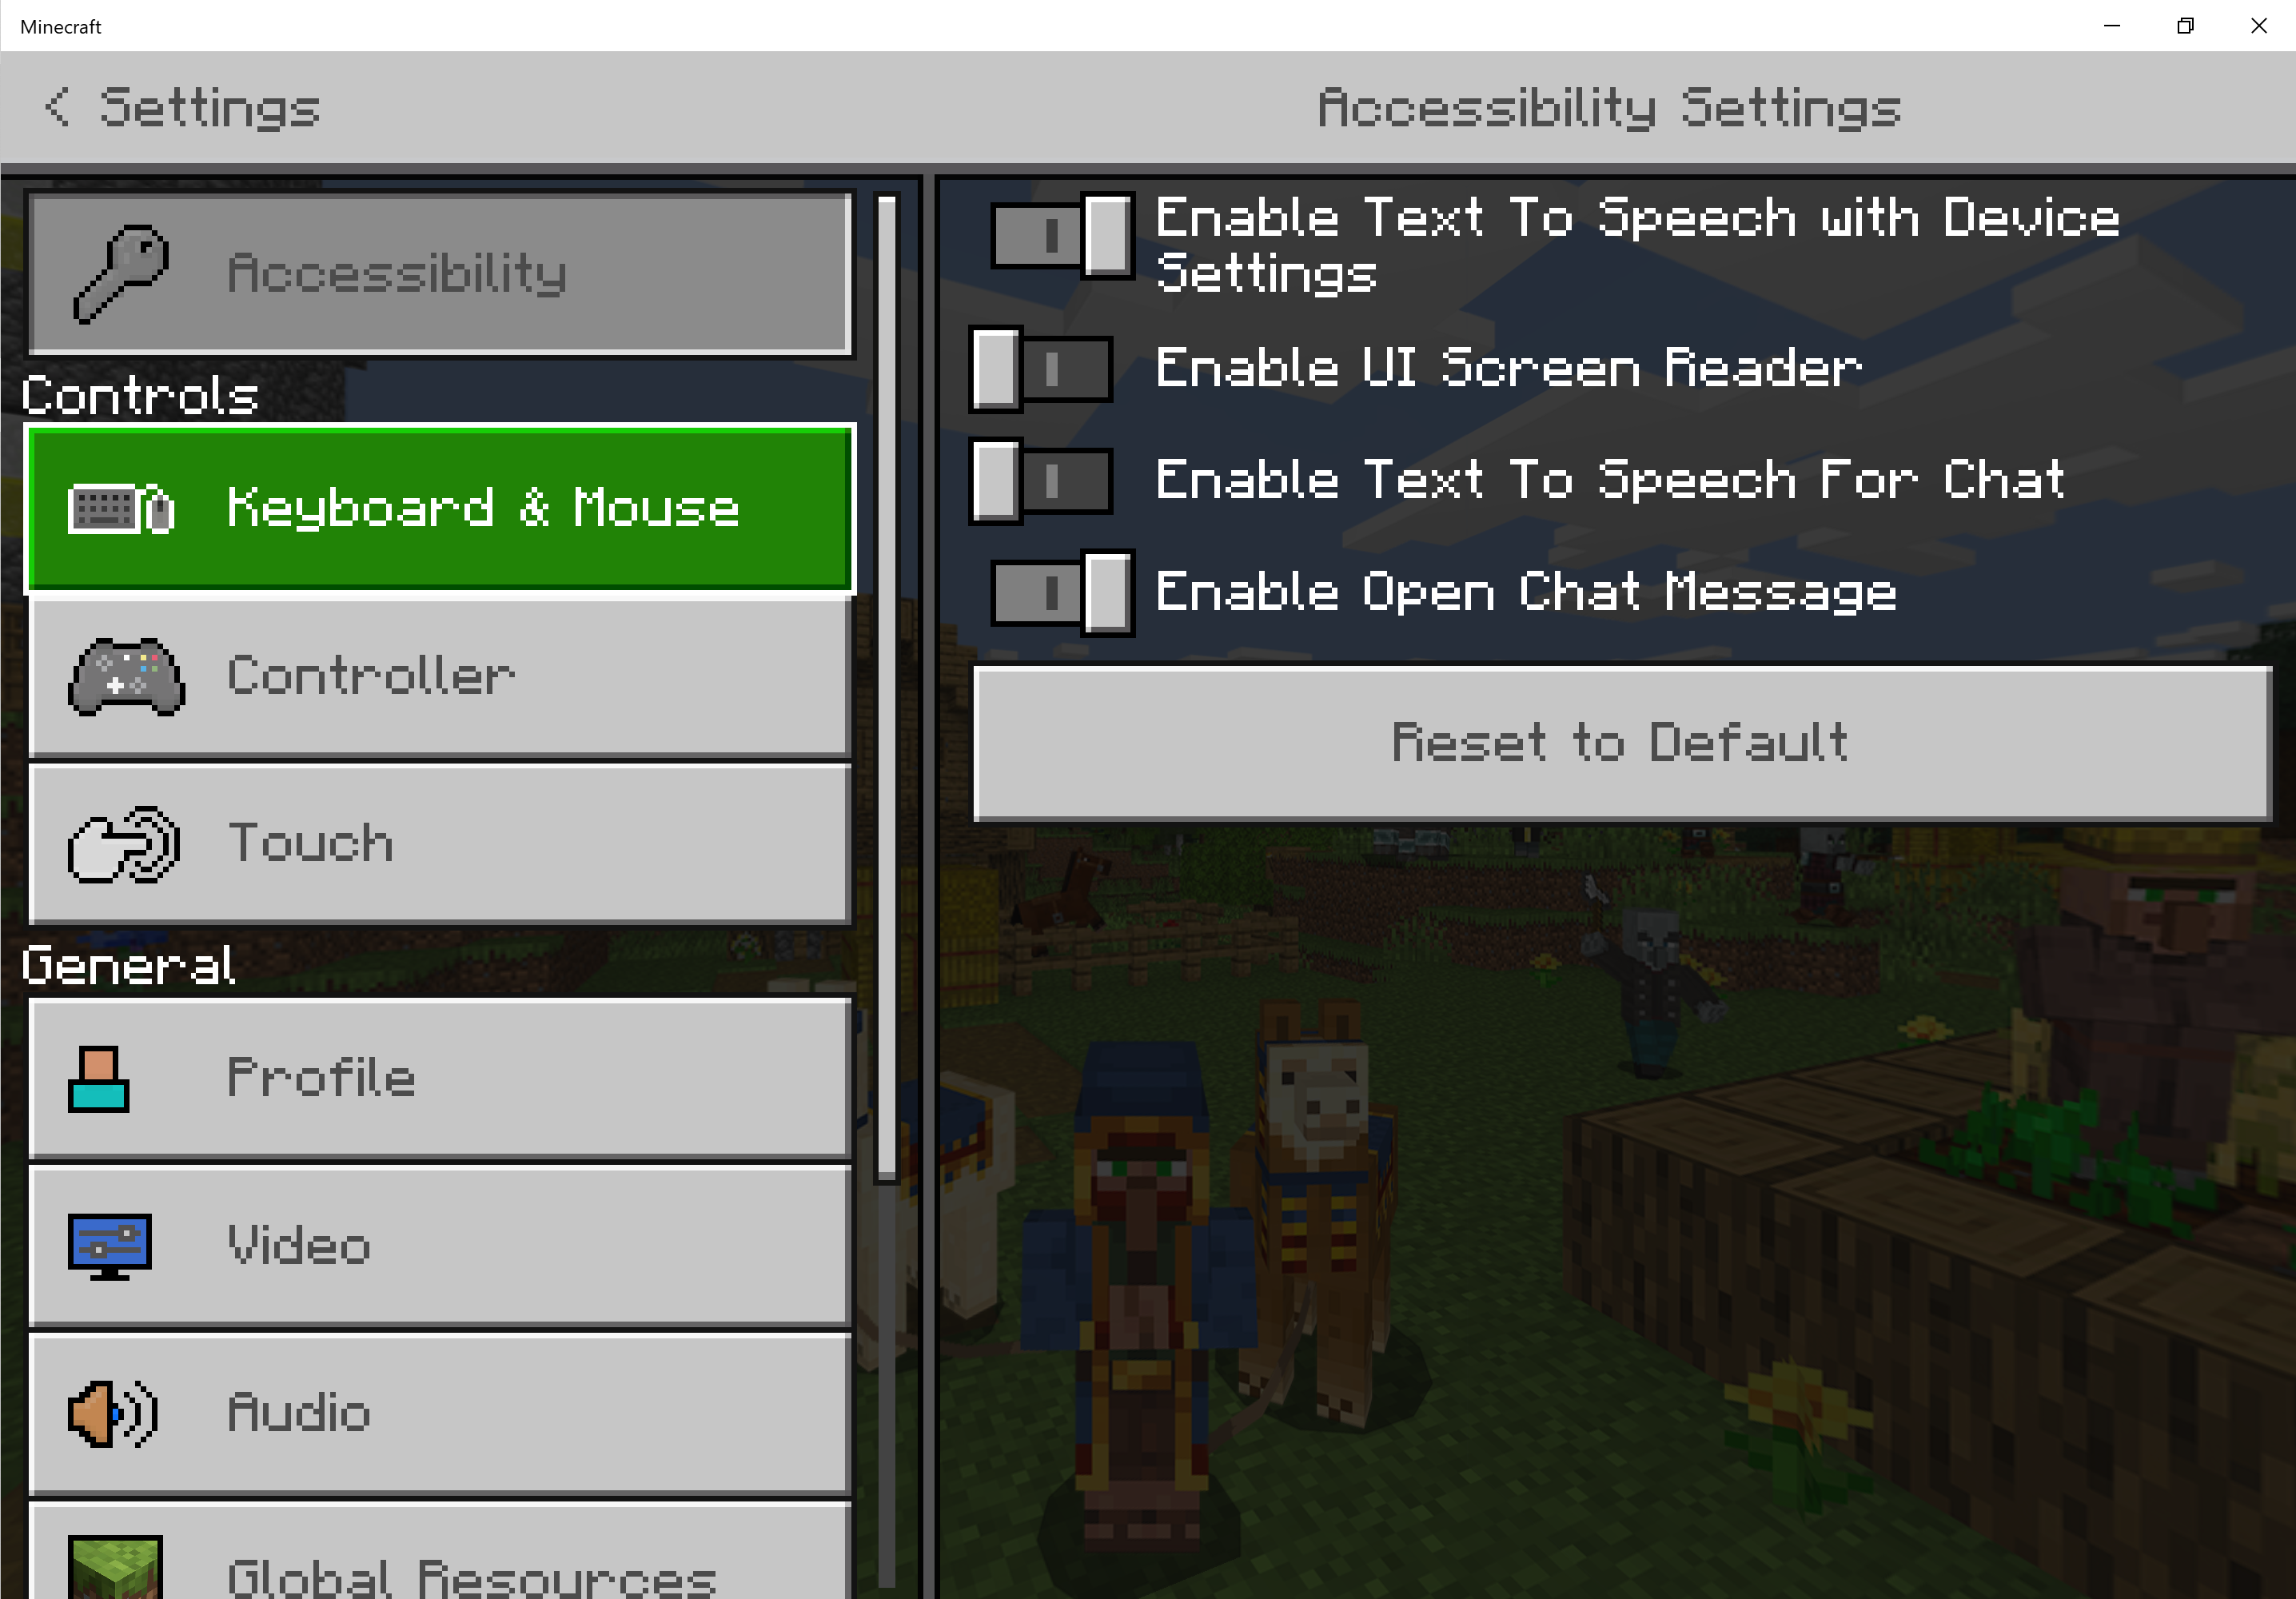 Minecraft
Settings
Accessibility Settings
Accessibility
Controls
Keyboard & Mouse
Controller
Touch
General
Profile
Video
Audio
Global Resources
Enable Text To Speech with Device
Settings
Enable UI Screen Reader
Enable Text To Speech For Chat
Enable Open Chat Message
Reset to Default